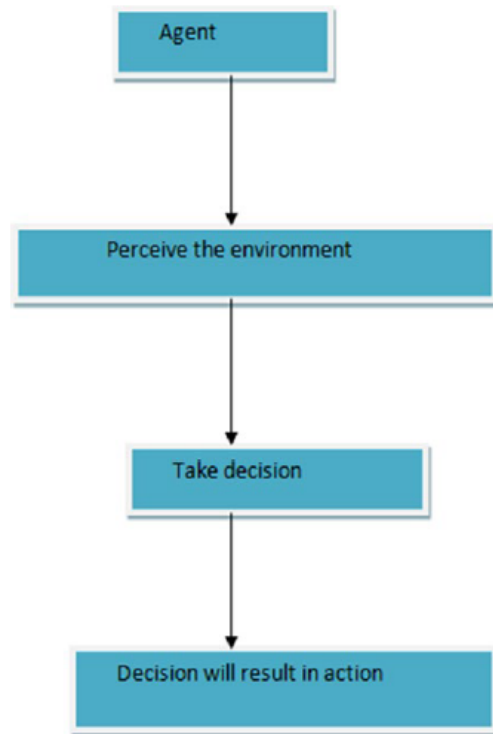 Agent
Perceive the environment
Take decision
Decision will result in action